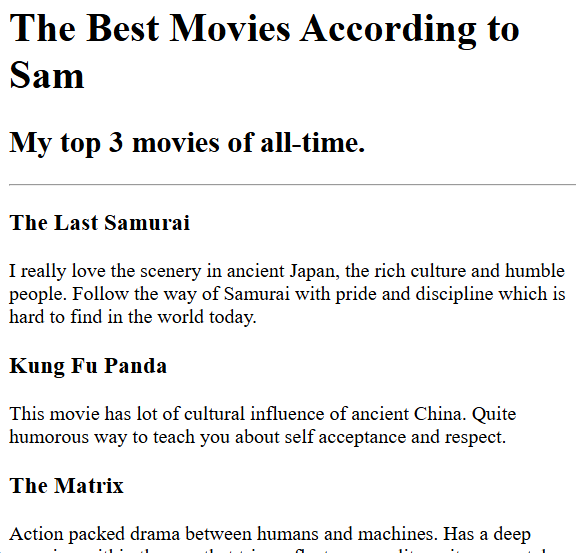 The Best Movies According to
Sam
My top 3 movies of all-time.
The Last Samurai
I really love the scenery in ancient Japan, the rich culture and humble
people. Follow the way of Samurai with pride and discipline which is
hard to find in the world today.
Kung Fu Panda
This movie has lot of cultural influence of ancient China. Quite
humorous way to teach you about self acceptance and respect.
The Matrix
Action packed drama between humans and machines. Has a deep